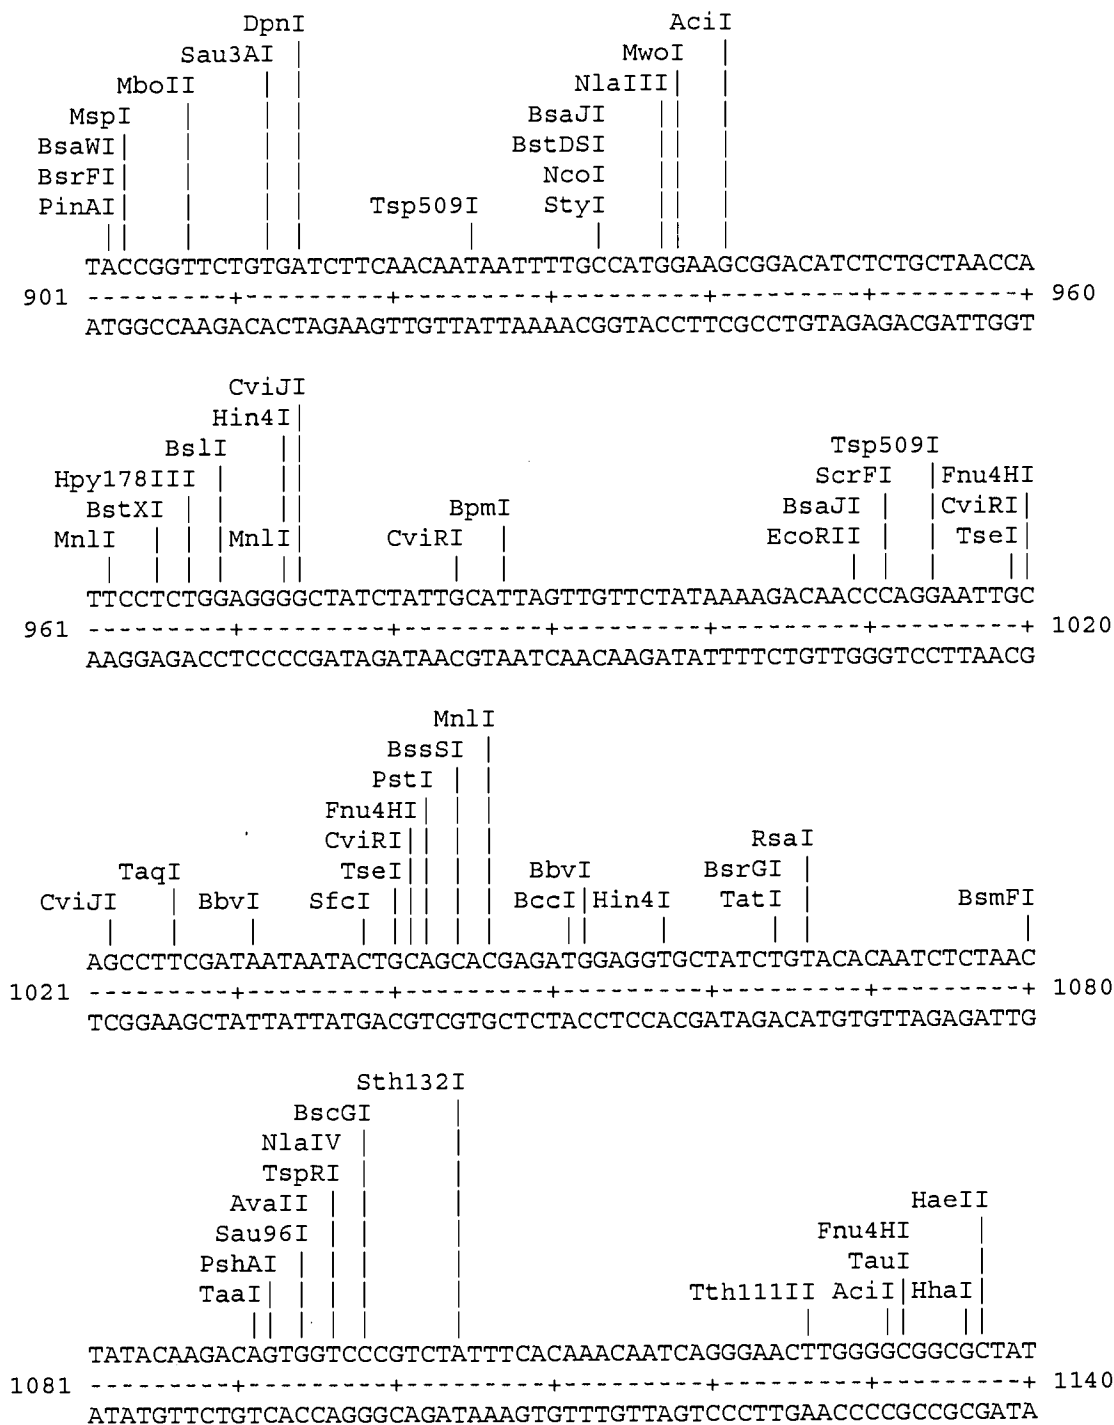 DpnI AciI
Sau3AI MwoI
MboII NlaIII
MspI BsaJI
BsaWI BstDSI
BsrFI NcoI
PinAI Tsp509I StyI
TACCGGTTCTGTGATCTTCAACAATAATTTTGCCATGGAAGCGGACATCTCTGCTAACCA
901 ---------+---------+---------+---------+---------+---------+ 960
ATGGCCAAGACACTAGAAGTTGTTATTAAAACGGTACCTTCGCCTGTAGAGACGATTGGT
CviJI
Hin4I
BslI Tsp509I
Hpy178III ScrFI Fnu4HI
BstXI BpmI BsaJI CviRI
MnlI MnlI CviRI EcoRII TseI
TTCCTCTGGAGGGGCTATCTATTGCATTAGTTGTTCTATAAAAGACAACCCAGGAATTGC
961 ---------+---------+---------+---------+---------+---------+ 1020
AAGGAGACCTCCCCGATAGATAACGTAATCAACAAGATATTTTCTGTTGGGTCCTTAACG
MnlI
BssSI
PstI
Fnu4HI
CviRI RsaI
TaqI TseI BbvI BsrGI
CviJI BbvI SfcI BccI Hin4I TatI BsmFI
AGCCTTCGATAATAATACTGCAGCACGAGATGGAGGTGCTATCTGTACACAATCTCTAAC
1021 ---------+---------+---------+---------+---------+---------+ 1080
TCGGAAGCTATTATTATGACGTCGTGCTCTACCTCCACGATAGACATGTGTTAGAGATTG
Sth132I
BscGI
NlaIV
TspRI
AvaII HaeII
Sau96I Fnu4HI
PshAI TauI
TaaI Tth111II AciI HhaI
TATACAAGACAGTGGTCCCGTCTATTTCACAAACAATCAGGGAACTTGGGGCGGCGCTAT
1081 ---------+---------+---------+---------+---------+---------+ 1140
ATATGTTCTGTCACCAGGGCAGATAAAGTGTTTGTTAGTCCCTTGAACCCCGCCGCGATA